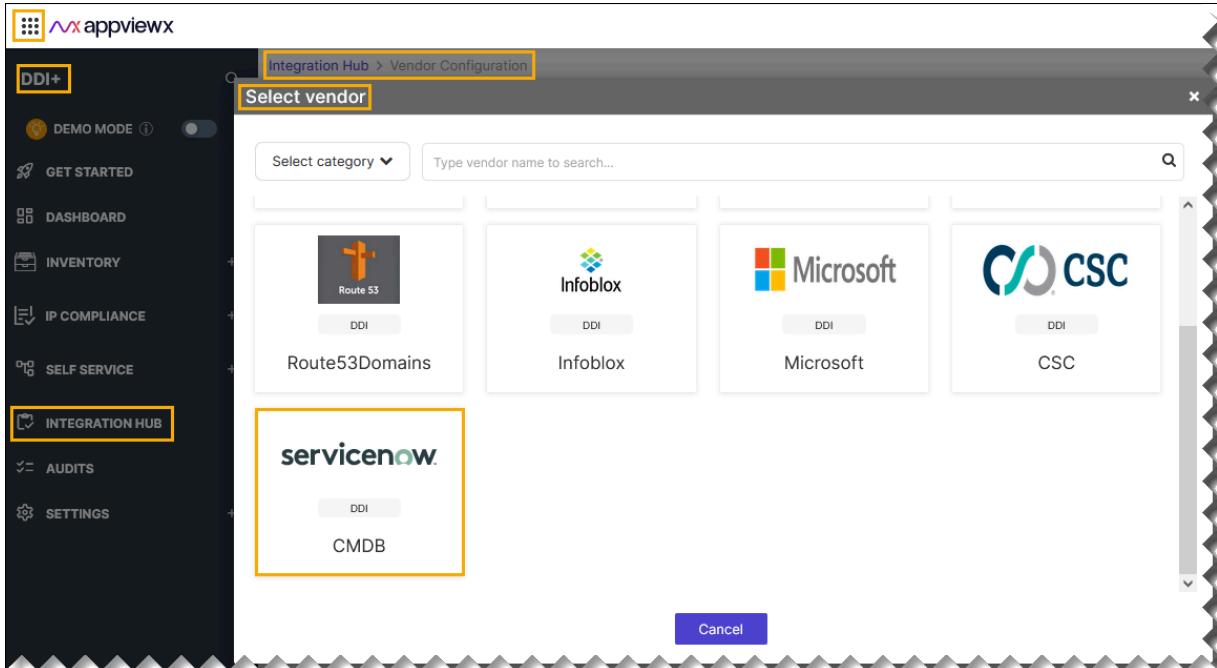 appviewx
DDI+
Integration Hub > Vendor Configuration
Select vendor
DEMO MODE
GET STARTED
DASHBOARD
INVENTORY
IP COMPLIANCE
SELF SERVICE
INTEGRATION HUB
AUDITS
SETTINGS
Select category
Type vendor name to search...
Route 53
DDI
Route53Domains
Infoblox
DDI
Infoblox
Microsoft
DDI
Microsoft
CSC
DDI
CSC
servicenow
DDI
CMDB
Cancel